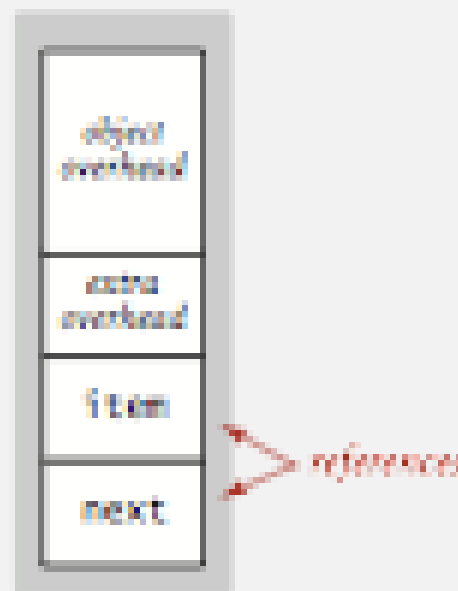 object
overhead
extra
overhead
item
references
next